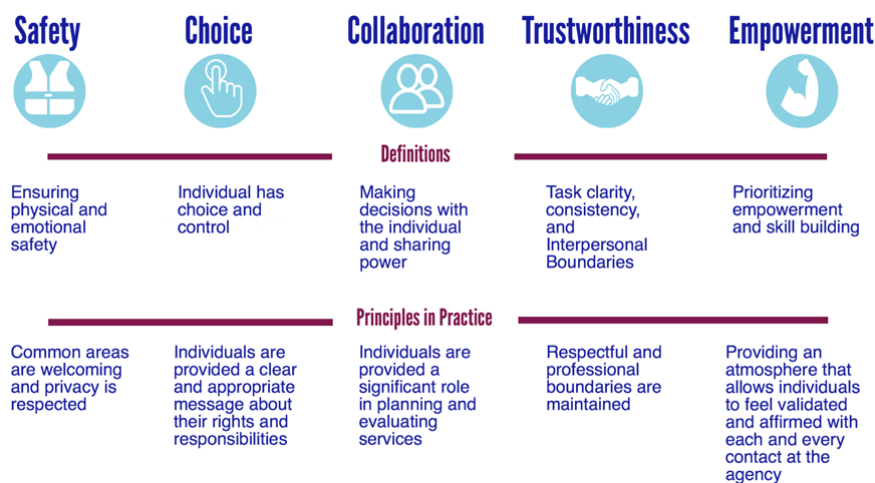 Safety
Choice
Collaboration
Trustworthiness
Empowerment
Definitions
Ensuring
physical and
emotional
safety
Individual has
choice and
control
Making
decisions with
the individual
and sharing
power
Task clarity,
consistency,
and
Interpersonal
Boundaries
Prioritizing
empowerment
and skill building
Principles in Practice
Common areas
are welcoming
and privacy is
respected
Individuals are
provided a clear
and appropriate
message about
their rights and
responsibilities
Individuals are
provided a
significant role
in planning and
evaluating
services
Respectful and
professional
boundaries are
maintained
Providing an
atmosphere that
allows individuals
to feel validated
and affirmed with
each and every
contact at the
agency